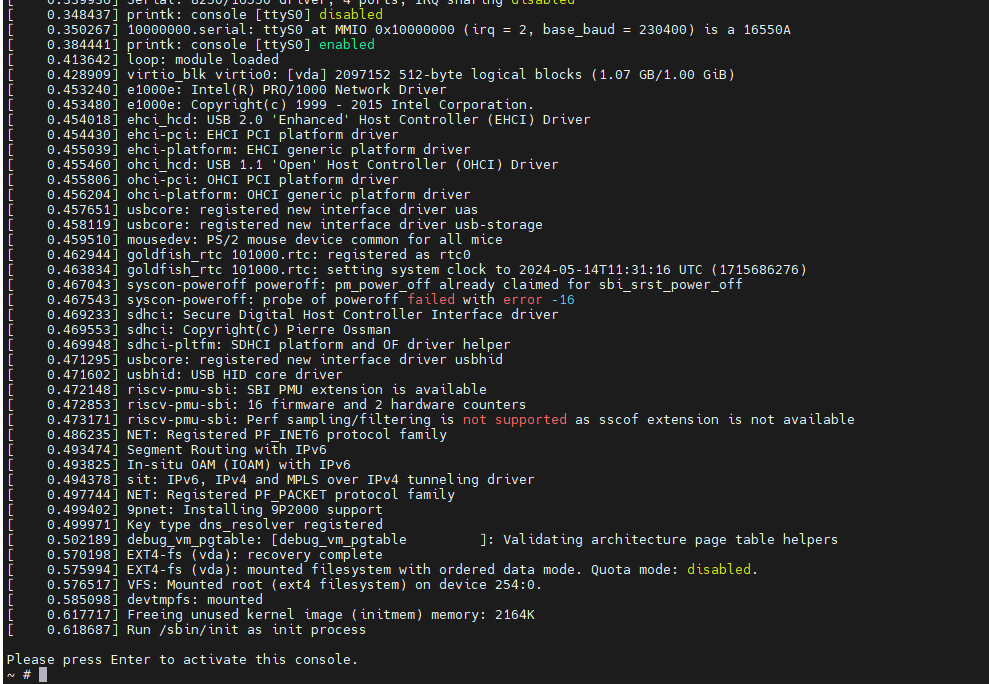 [    0.339936] Serial: 8250/16550 driver, 4 ports, IRQ sharing disabled
[    0.348437] printk: console [ttyS0] disabled
[    0.350267] 10000000.serial: ttyS0 at MMIO 0x10000000 (irq = 2, base_baud = 230400) is a 16550A
[    0.384441] printk: console [ttyS0] enabled
[    0.413642] loop: module loaded
[    0.428909] virtio_blk virtio0: [vda] 2097152 512-byte logical blocks (1.07 GB/1.00 GiB)
[    0.453240] e1000e: Intel(R) PRO/1000 Network Driver
[    0.453480] e1000e: Copyright(c) 1999 - 2015 Intel Corporation.
[    0.454018] ehci_hcd: USB 2.0 'Enhanced' Host Controller (EHCI) Driver
[    0.454430] ehci-pci: EHCI PCI platform driver
[    0.455039] ehci-platform: EHCI generic platform driver
[    0.455460] ohci_hcd: USB 1.1 'Open' Host Controller (OHCI) Driver
[    0.455806] ohci-pci: OHCI PCI platform driver
[    0.456204] ohci-platform: OHCI generic platform driver
[    0.457651] usbcore: registered new interface driver uas
[    0.458119] usbcore: registered new interface driver usb-storage
[    0.459510] mousedev: PS/2 mouse device common for all mice
[    0.462944] goldfish_rtc 101000.rtc: registered as rtc0
[    0.463834] goldfish_rtc 101000.rtc: setting system clock to 2024-05-14T11:31:16 UTC (1715686276)
[    0.467043] syscon-poweroff poweroff: pm_power_off already claimed for sbi_srst_power_off
[    0.467543] syscon-poweroff: probe of poweroff failed with error -16
[    0.469233] sdhci: Secure Digital Host Controller Interface driver
[    0.469553] sdhci: Copyright(c) Pierre Ossman
[    0.469948] sdhci-pltfm: SDHCI platform and OF driver helper
[    0.471295] usbcore: registered new interface driver usbhid
[    0.471602] usbhid: USB HID core driver
[    0.472148] riscv-pmu-sbi: SBI PMU extension is available
[    0.472853] riscv-pmu-sbi: 16 firmware and 2 hardware counters
[    0.473171] riscv-pmu-sbi: Perf sampling/filtering is not supported as sscof extension is not available
[    0.486235] NET: Registered PF_INET6 protocol family
[    0.493474] Segment Routing with IPv6
[    0.493825] In-situ OAM (IOAM) with IPv6
[    0.494378] sit: IPv6, IPv4 and MPLS over IPv4 tunneling driver
[    0.497744] NET: Registered PF_PACKET protocol family
[    0.499402] 9pnet: Installing 9P2000 support
[    0.499971] Key type dns_resolver registered
[    0.502189] debug_vm_pgtable: [debug_vm_pgtable         ]: Validating architecture page table helpers
[    0.570198] EXT4-fs (vda): recovery complete
[    0.575994] EXT4-fs (vda): mounted filesystem with ordered data mode. Quota mode: disabled.
[    0.576517] VFS: Mounted root (ext4 filesystem) on device 254:0.
[    0.585098] devtmpfs: mounted
[    0.617717] Freeing unused kernel image (initmem) memory: 2164K
[    0.618687] Run /sbin/init as init process
Please press Enter to activate this console.
~ #